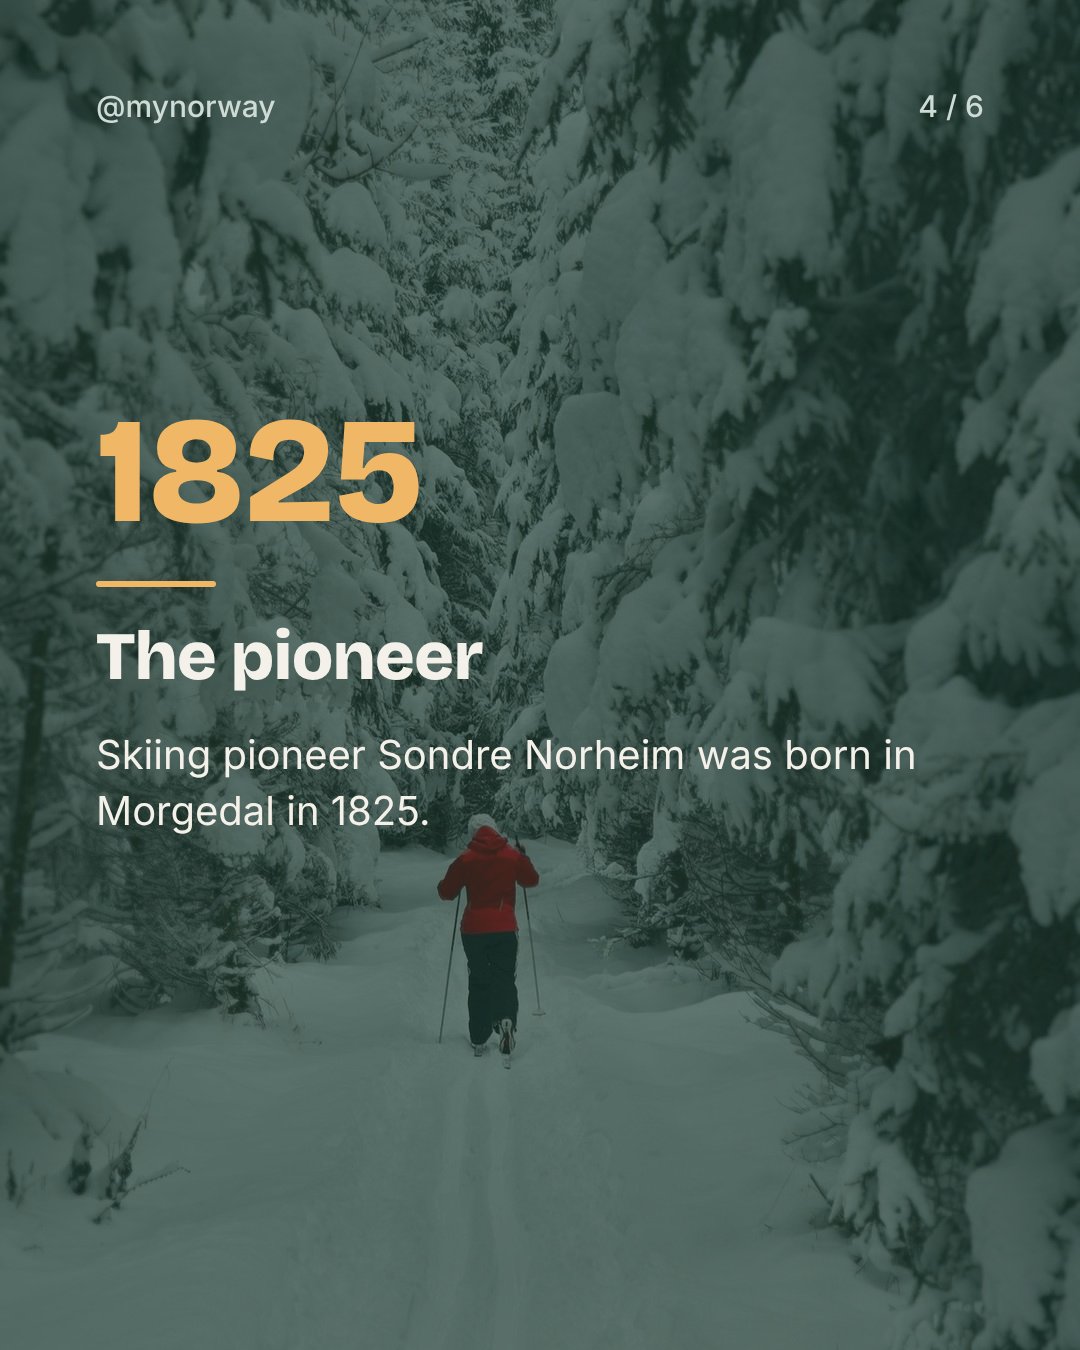 @mynorway
4 / 6
1825
The pioneer
Skiing pioneer Sondre Norheim was born in
Morgedal in 1825.